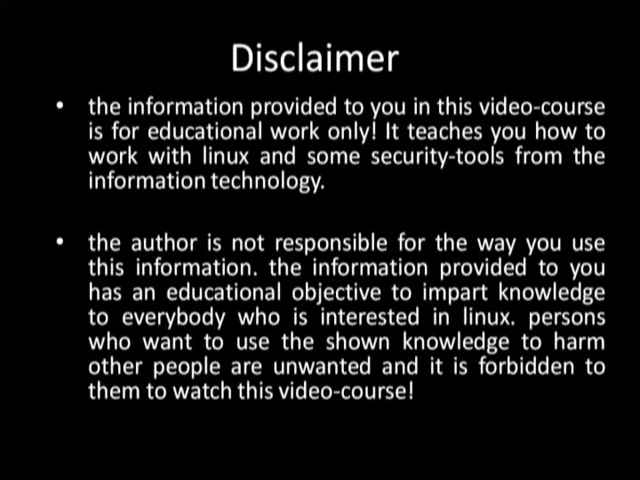 Disclaimer
• the information provided to you in this video-course
is for educational work only! It teaches you how to
work with linux and some security-tools from the
information technology.
• the author is not responsible for the way you use
this information. the information provided to you
has an educational objective to impart knowledge
to everybody who is interested in linux. persons
who want to use the shown knowledge to harm
other people are unwanted and it is forbidden to
them to watch this video-course!